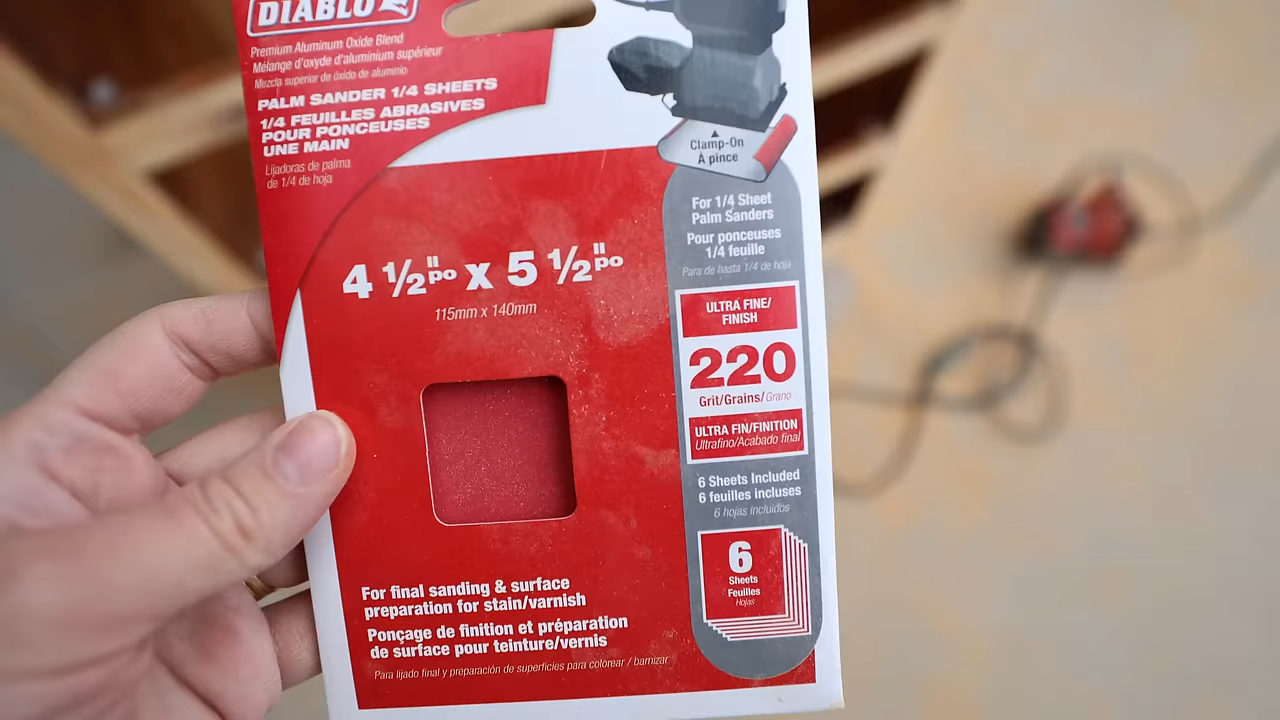 DIABLO
Premium Aluminum Oxide Blend
Mélange d'oxyde d'aluminium supérieur
Mezcla superior de óxido de aluminio
PALM SANDER 1/4 SHEETS
1/4 FEUILLES ABRASIVES
POUR PONCEUSES
UNE MAIN
Lijadoras de palma
de 1/4 de hoja
Clamp-On
À pince
4 ½"po x 5 ½"po
115mm x 140mm
For 1/4 Sheet
Palm Sanders
Pour ponceuses
1/4 feuille
Para de hasta 1/4 de hoja
ULTRA FINE/
FINISH
220
Grit/Grains/Grano
ULTRA FIN/FINITION
Ultrafino/Acabado final
6 Sheets Included
6 feuilles incluses
6 hojas incluidos
6
Sheets
Feuilles
Hojas
For final sanding & surface
preparation for stain/varnish
Ponçage de finition et préparation
de surface pour teinture/vernis
Para lijado final y preparación de superficies para colorear / barnizar